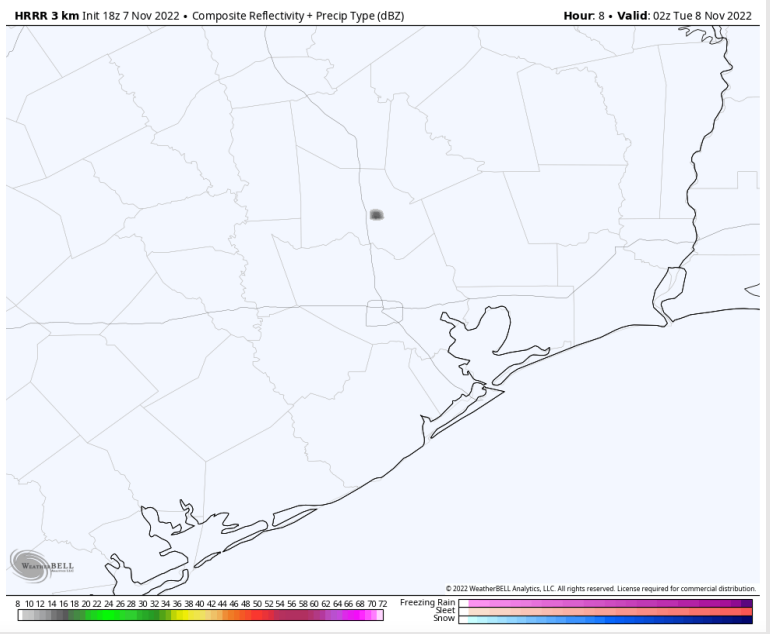 HRRR 3 km Init 18z 7 Nov 2022 • Composite Reflectivity + Precip Type (dBZ)
Hour: 8 • Valid: 02z Tue 8 Nov 2022
WEATHERBELL
© 2022 WeatherBELL Analytics, LLC. All rights reserved. License required for commercial distribution.
8 10 12 14 16 18 20 22 24 26 28 30 32 34 36 38 40 42 44 46 48 50 52 54 56 58 60 62 64 66 68 70 72
Freezing Rain
Sleet
Snow